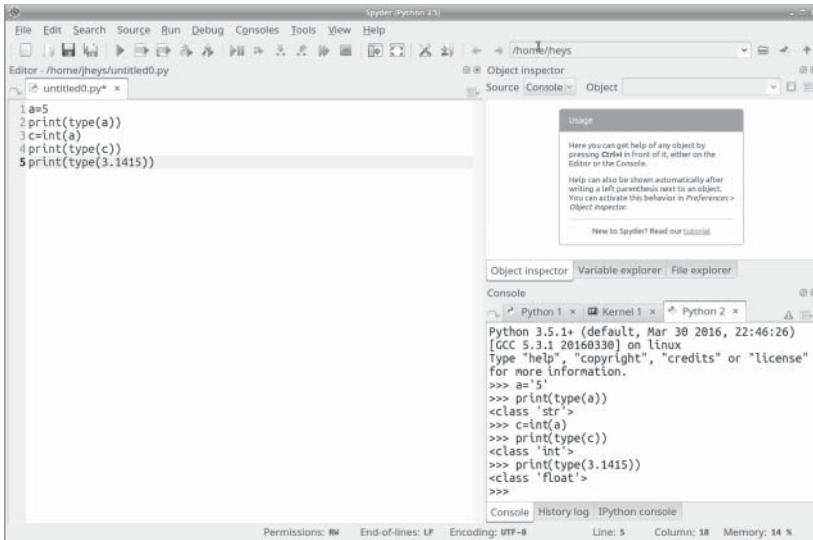 Spyder (Python 3.5)
File Edit Search Source Run Debug Consoles Tools View Help
/home/jheys
Editor - /home/jheys/untitled0.py
untitled0.py* ×
1 a=5
2 print(type(a))
3 c=int(a)
4 print(type(c))
5 print(type(3.1415))
Object inspector
Source Console Object
Usage
Here you can get help of any object by
pressing Ctrl+I in front of it, either on the
Editor or the Console.
Help can also be shown automatically after
writing a left parenthesis next to an object.
You can activate this behavior in Preferences >
Object Inspector.
New to Spyder? Read our tutorial
Object inspector Variable explorer File explorer
Console
Python 1 × Kernel 1 × Python 2 ×
Python 3.5.1+ (default, Mar 30 2016, 22:46:26)
[GCC 5.3.1 20160330] on linux
Type "help", "copyright", "credits" or "license"
for more information.
>>> a='5'
>>> print(type(a))
<class 'str'>
>>> c=int(a)
>>> print(type(c))
<class 'int'>
>>> print(type(3.1415))
<class 'float'>
>>>
Console History log IPython console
Permissions: RW End-of-lines: LF Encoding: UTF-8 Line: 5 Column: 18 Memory: 14 %